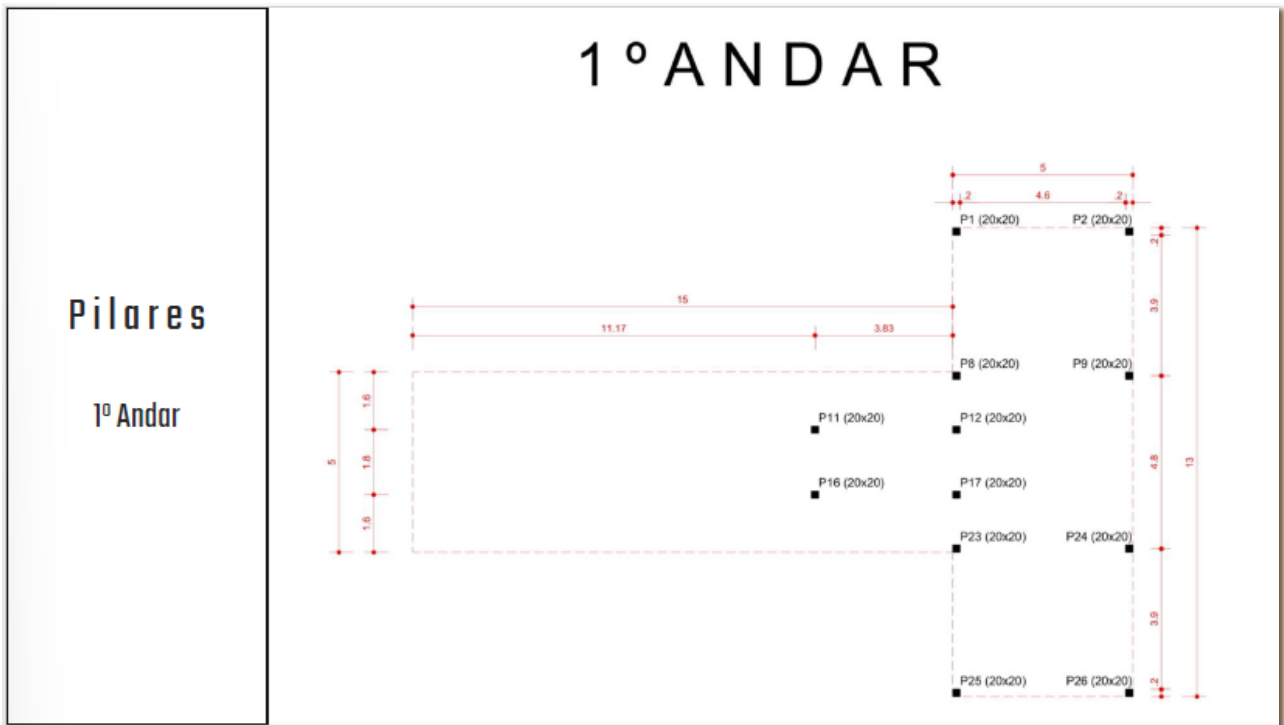 1º ANDAR
Pilares
1º Andar
5
.2 4.6 .2
P1 (20x20) P2 (20x20)
.2
15
3.9
11.17 3.83
P8 (20x20) P9 (20x20)
1.6
P11 (20x20) P12 (20x20)
5 1.8 4.8 13
P16 (20x20) P17 (20x20)
1.6
P23 (20x20) P24 (20x20)
3.9
P25 (20x20) P26 (20x20)
.2